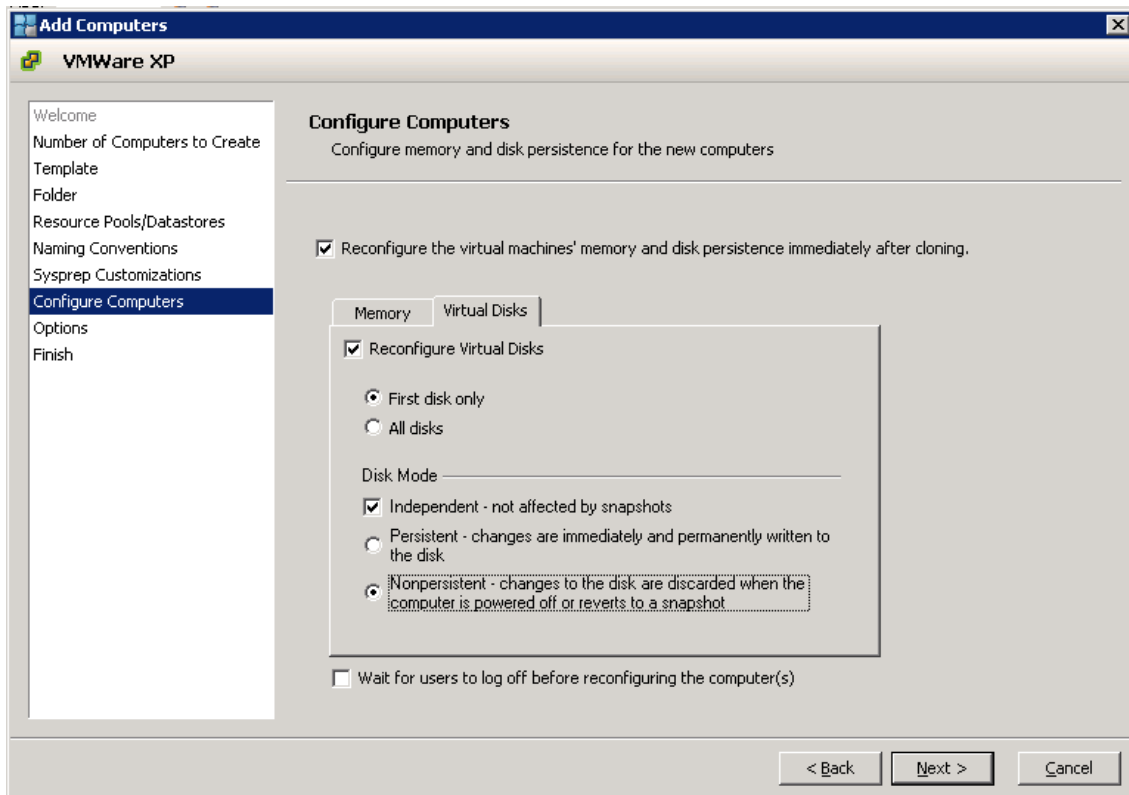 Add Computers
VMWare XP
Welcome
Number of Computers to Create
Template
Folder
Resource Pools/Datastores
Naming Conventions
Sysprep Customizations
Configure Computers
Options
Finish
Configure Computers
Configure memory and disk persistence for the new computers
Reconfigure the virtual machines' memory and disk persistence immediately after cloning.
Memory
Virtual Disks
Reconfigure Virtual Disks
First disk only
All disks
Disk Mode
Independent - not affected by snapshots
Persistent - changes are immediately and permanently written to
the disk
Nonpersistent - changes to the disk are discarded when the
computer is powered off or reverts to a snapshot
Wait for users to log off before reconfiguring the computer(s)
< Back
Next >
Cancel